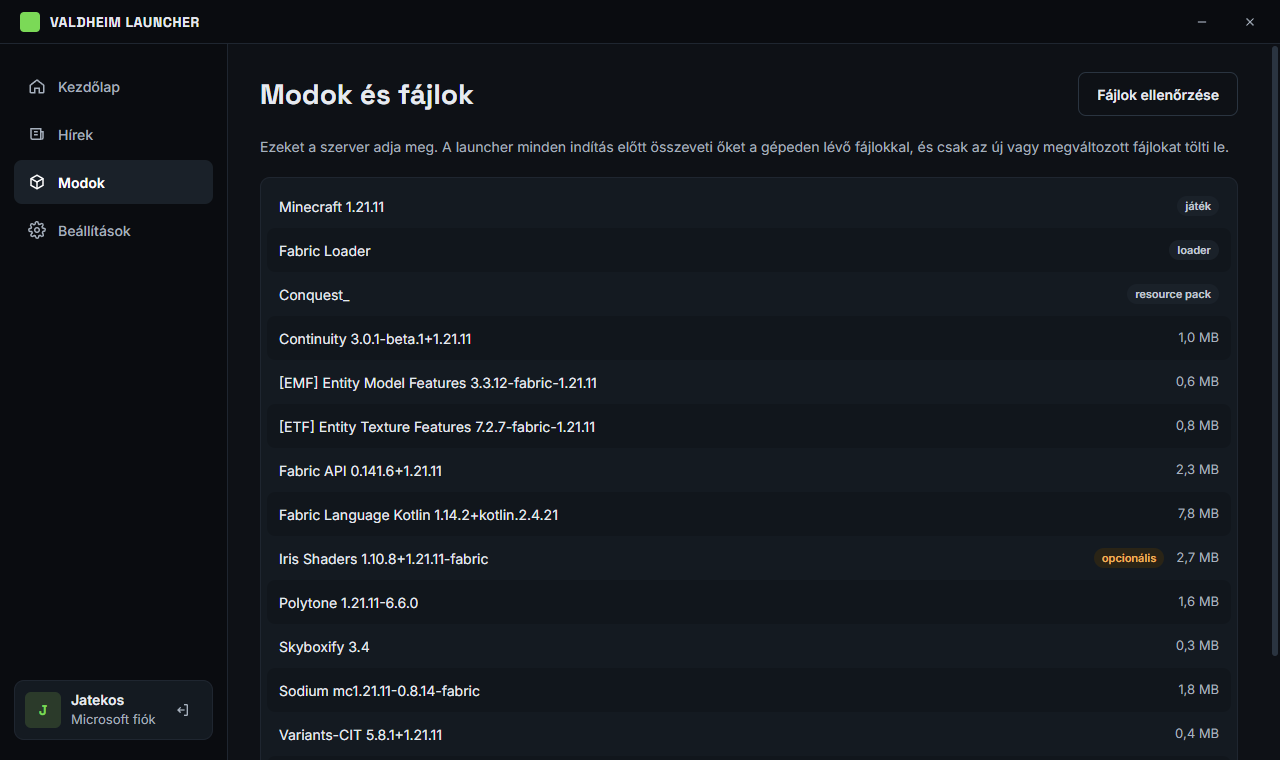 VALDHEIM LAUNCHER
Kezdőlap
Hírek
Modok
Beállítások
Jatekos
Microsoft fiók
J
Modok és fájlok
Fájlok ellenőrzése
Ezeket a szerver adja meg. A launcher minden indítás előtt összeveti őket a gépeden lévő fájlokkal, és csak az új vagy megváltozott fájlokat tölti le.
Minecraft 1.21.11 játék
Fabric Loader loader
Conquest_ resource pack
Continuity 3.0.1-beta.1+1.21.11 1,0 MB
[EMF] Entity Model Features 3.3.12-fabric-1.21.11 0,6 MB
[ETF] Entity Texture Features 7.2.7-fabric-1.21.11 0,8 MB
Fabric API 0.141.6+1.21.11 2,3 MB
Fabric Language Kotlin 1.14.2+kotlin.2.4.21 7,8 MB
Iris Shaders 1.10.8+1.21.11-fabric opcionális 2,7 MB
Polytone 1.21.11-6.6.0 1,6 MB
Skyboxify 3.4 0,3 MB
Sodium mc1.21.11-0.8.14-fabric 1,8 MB
Variants-CIT 5.8.1+1.21.11 0,4 MB